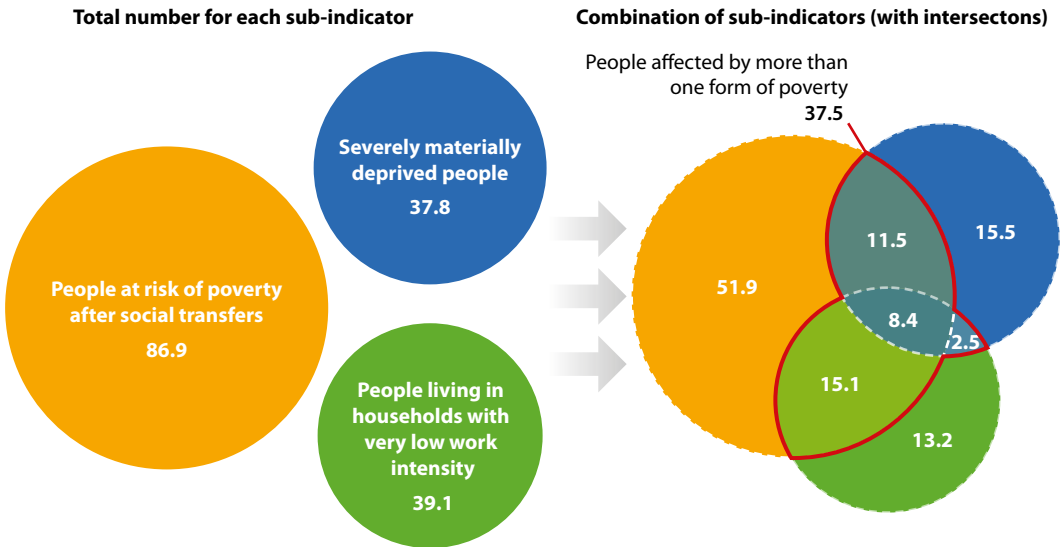 Total number for each sub-indicator
People at risk of poverty
after social transfers
86.9
Severely materially
deprived people
37.8
People living in
households with
very low work
intensity
39.1
Combination of sub-indicators (with intersectons)
People affected by more than
one form of poverty
37.5
51.9
11.5
15.5
8.4
2.5
15.1
13.2